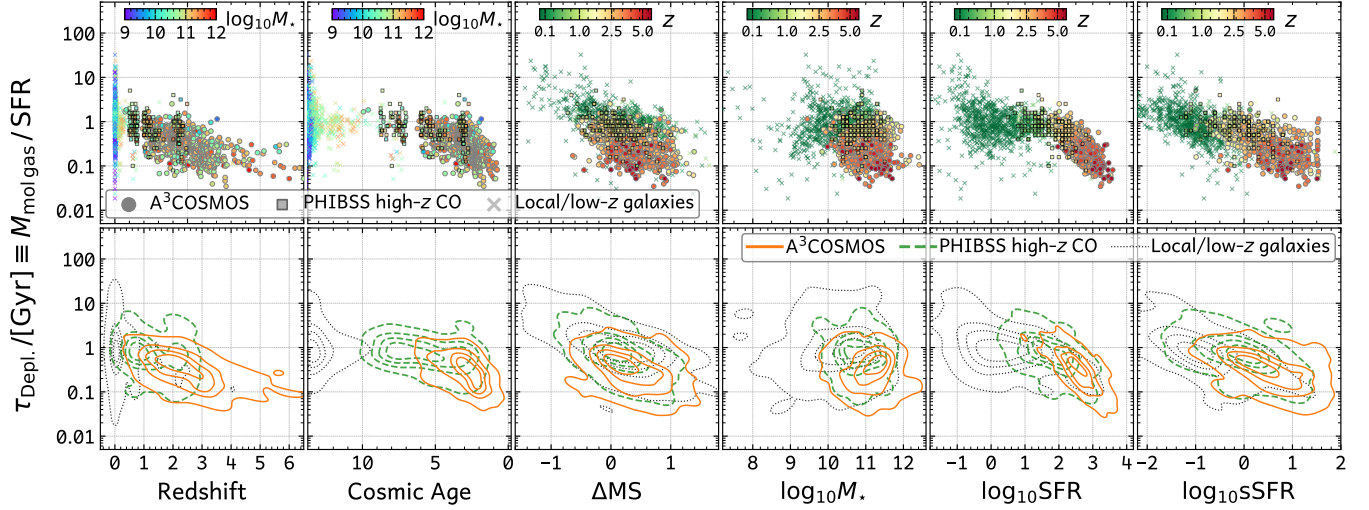 log₁₀M⋆
9 10 11 12
log₁₀M⋆
9 10 11 12
z
0.1 1.0 2.0 5.0
z
0.1 1.0 2.0 5.0
z
0.1 1.0 2.0 5.0
z
0.1 1.0 2.0 5.0
τDepl. /[Gyr] ≡ Mmol gas / SFR
100
10
1
0.1
0.01
A³COSMOS PHIBSS high-z CO Local/low-z galaxies
A³COSMOS PHIBSS high-z CO Local/low-z galaxies
100
10
1
0.1
0.01
0 1 2 3 4 5 6
10 5 0
−1 0 1
8 9 10 11 12
−1 0 1 2 3 4
−2 −1 0 1 2
Redshift
Cosmic Age
ΔMS
log₁₀M⋆
log₁₀SFR
log₁₀sSFR